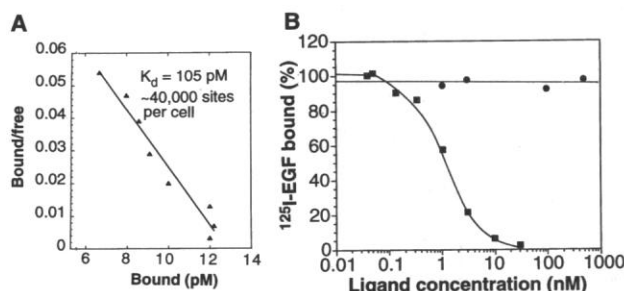 A
Bound/free
0.06
0.05
0.04
0.03
0.02
0.01
0
K_d = 105 pM
~40,000 sites
per cell
6 8 10 12 14
Bound (pM)
B
¹²⁵I-EGF bound (%)
140
120
100
80
60
40
20
0
0.01 0.1 1 10 100 1000
Ligand concentration (nM)